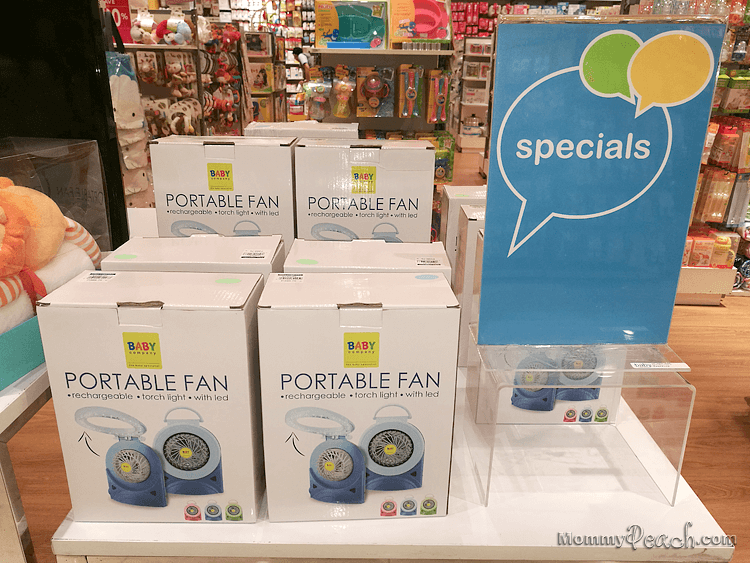 BABY
company
PORTABLE FAN
•rechargeable •torch light •with led
BABY
company
PORTABLE FAN
•rechargeable •torch light •with led
BABY
company
PORTABLE FAN
•rechargeable •torch light •with led
BABY
company
PORTABLE FAN
•rechargeable •torch light •with led
specials
baby
MommyPeach.com